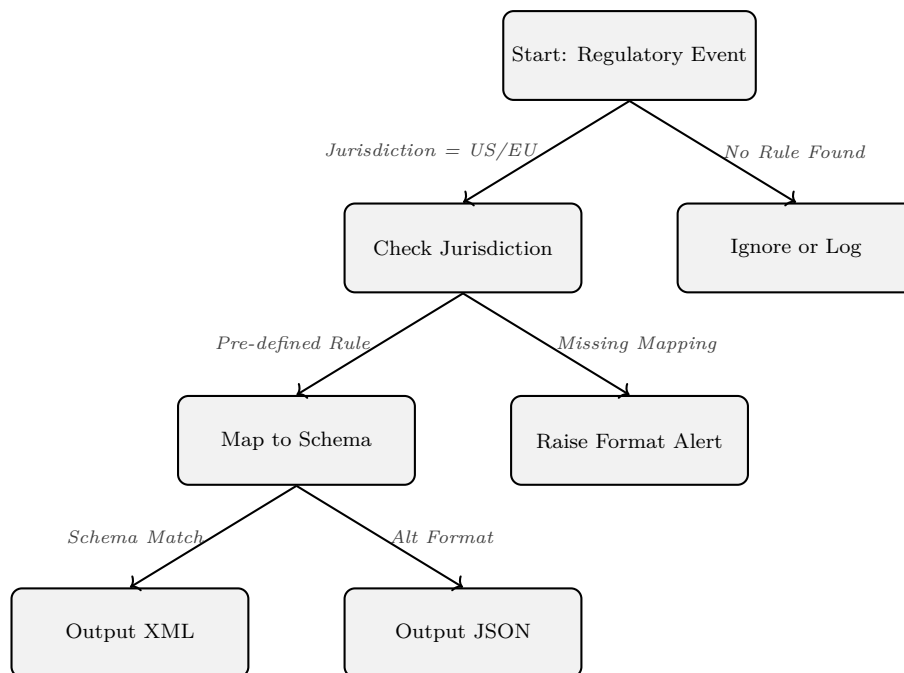 Start: Regulatory Event
Jurisdiction = US/EU
No Rule Found
Check Jurisdiction
Ignore or Log
Pre-defined Rule
Missing Mapping
Map to Schema
Raise Format Alert
Schema Match
Alt Format
Output XML
Output JSON